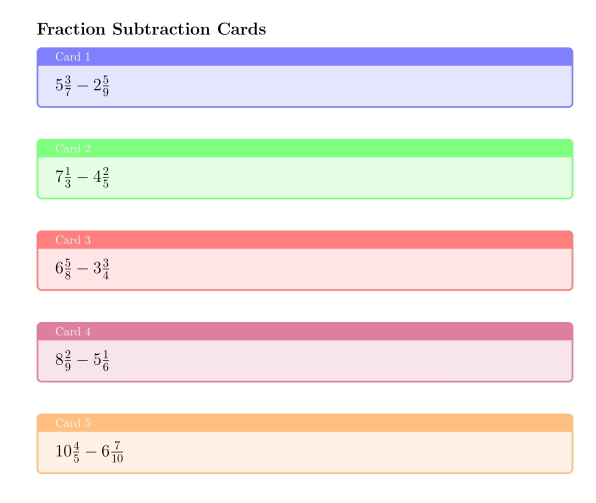 Fraction Subtraction Cards
Card 1
$5\frac{3}{7} - 2\frac{5}{9}$
Card 2
$7\frac{1}{3} - 4\frac{2}{5}$
Card 3
$6\frac{5}{8} - 3\frac{3}{4}$
Card 4
$8\frac{2}{9} - 5\frac{1}{6}$
Card 5
$10\frac{4}{5} - 6\frac{7}{10}$